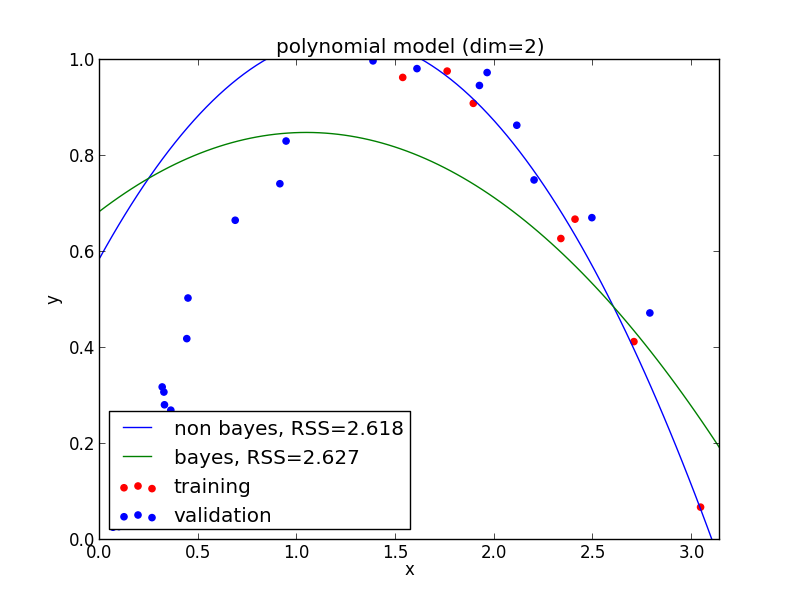 polynomial model (dim=2)
1.0
0.8
0.6
0.4
0.2
0.0
y
non bayes, RSS=2.618
bayes, RSS=2.627
training
validation
0.0 0.5 1.0 1.5 2.0 2.5 3.0
x